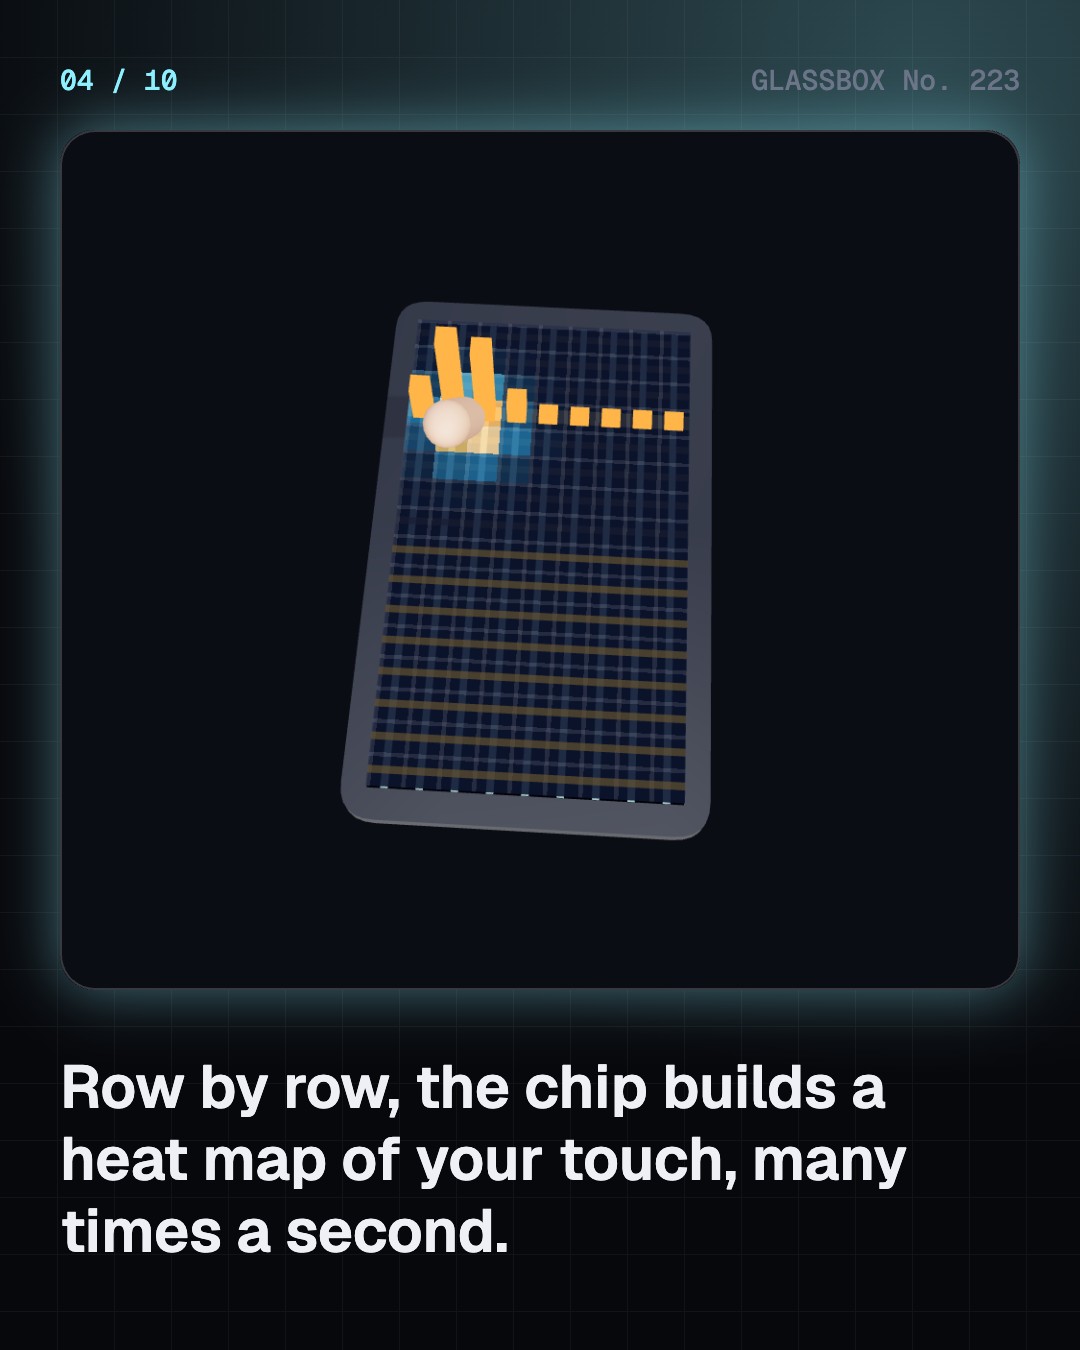 04 / 10
GLASSBOX No. 223
Row by row, the chip builds a
heat map of your touch, many
times a second.